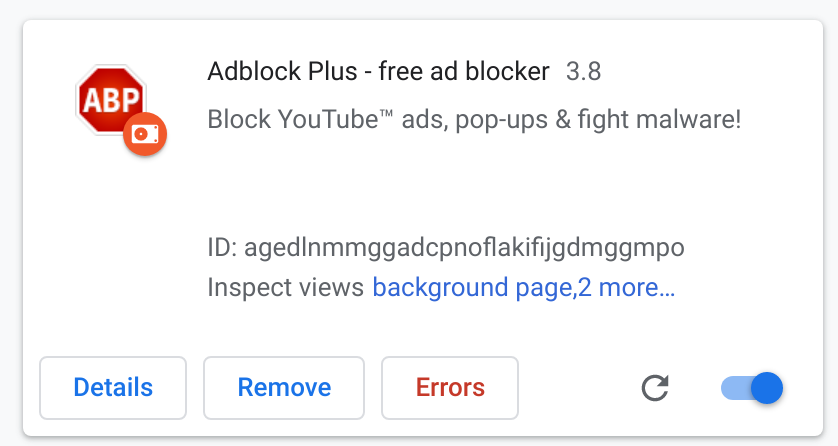 ABP
Adblock Plus - free ad blocker 3.8
Block YouTube™ ads, pop-ups & fight malware!
ID: agedlnmmggadcpnoflakifijgdmggmpo
Inspect views background page,2 more…
Details Remove Errors